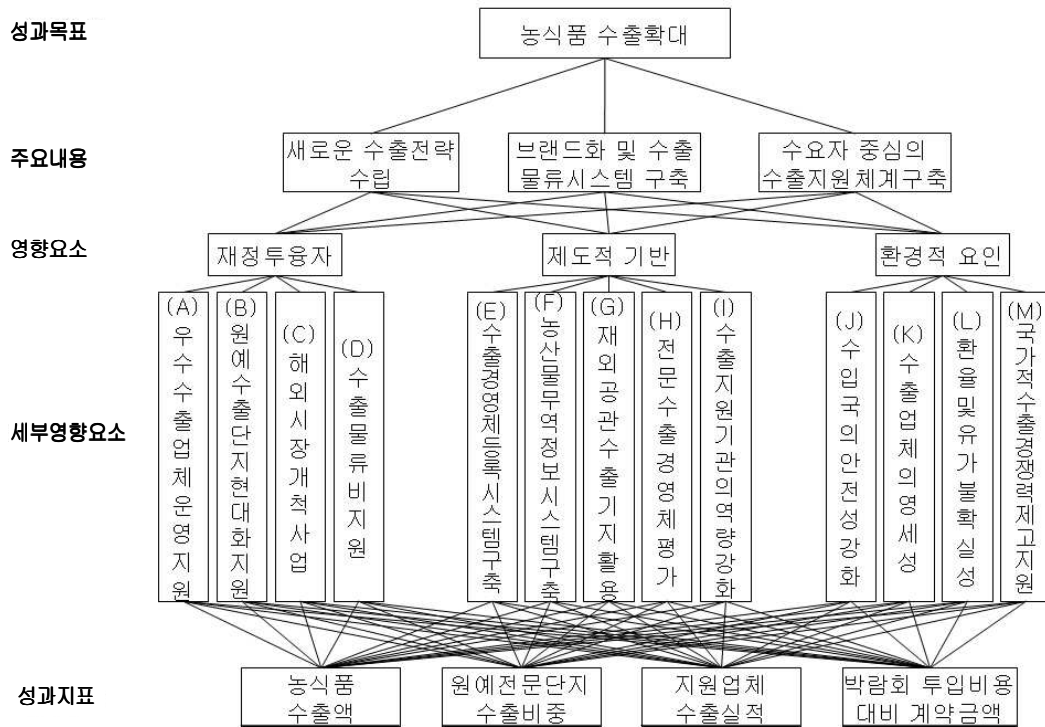 성과목표
농식품 수출확대
주요내용
새로운 수출전략
수립
브랜드화 및 수출
물류시스템 구축
수요자 중심의
수출지원체계구축
영향요소
재정투융자
제도적 기반
환경적 요인
세부영향요소
(A)우수수출업체운영지원
(B)원예수출단지현대화지원
(C)해외시장개척사업
(D)수출물류비지원
(E)수출경영체등록시스템구축
(F)농산물무역정보시스템구축
(G)재외공관수출기지활용
(H)전문수출경영체평가
(I)수출지원기관의역량강화
(J)수입국의안전성강화
(K)수출업체의영세성
(L)환율및유가불확실성
(M)국가적수출경쟁력제고지원
성과지표
농식품
수출액
원예전문단지
수출비중
지원업체
수출실적
박람회 투입비용
대비 계약금액